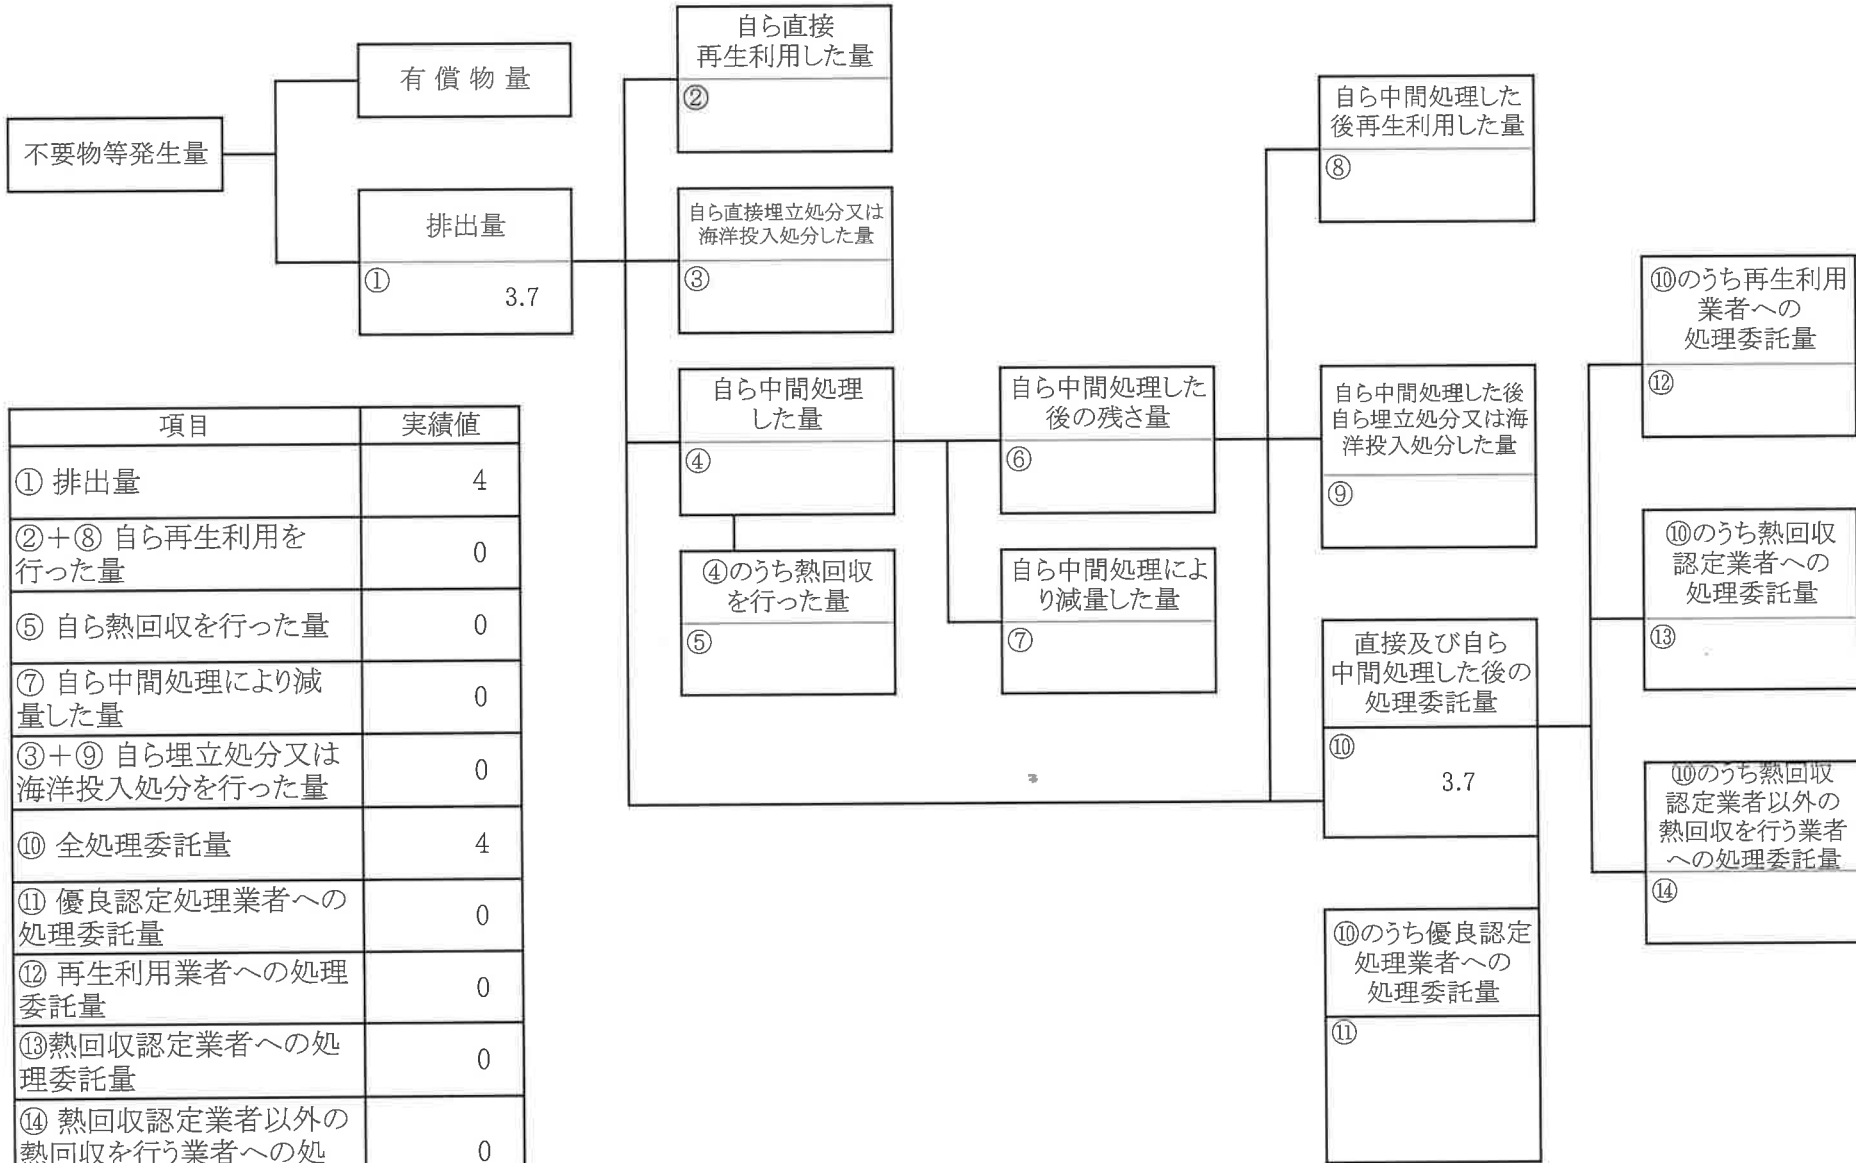 不要物等発生量
有償物量
排出量
①
3.7
自ら直接
再生利用した量
②
自ら直接埋立処分又は
海洋投入処分した量
③
自ら中間処理
した量
④
④のうち熱回収
を行った量
⑤
自ら中間処理した
後の残さ量
⑥
自ら中間処理によ
り減量した量
⑦
自ら中間処理した
後再生利用した量
⑧
自ら中間処理した後
自ら埋立処分又は海
洋投入処分した量
⑨
直接及び自ら
中間処理した後の
処理委託量
⑩
3.7
⑩のうち優良認定
処理業者への
処理委託量
⑪
⑩のうち再生利用
業者への
処理委託量
⑫
⑩のうち熱回収
認定業者への
処理委託量
⑬
⑩のうち熱回収
認定業者以外の
熱回収を行う業者
への処理委託量
⑭
項目 実績値
① 排出量 4
②+⑧ 自ら再生利用を
行った量 0
⑤ 自ら熱回収を行った量 0
⑦ 自ら中間処理により減
量した量 0
③+⑨ 自ら埋立処分又は
海洋投入処分を行った量 0
⑩ 全処理委託量 4
⑪ 優良認定処理業者への
処理委託量 0
⑫ 再生利用業者への処理
委託量 0
⑬熱回収認定業者への処
理委託量 0
⑭ 熱回収認定業者以外の
熱回収を行う業者への処 0